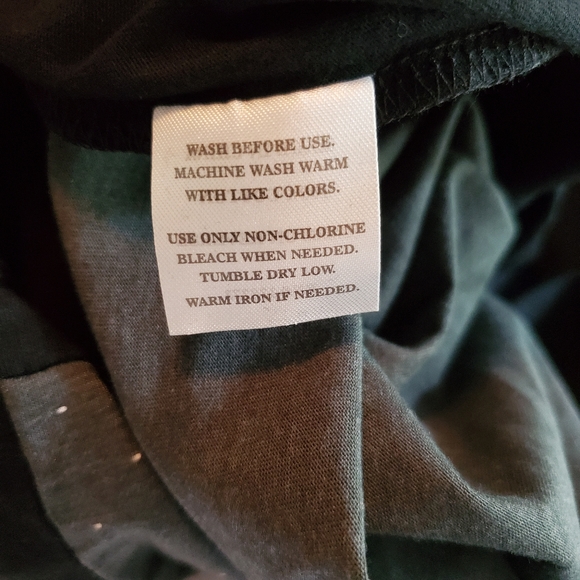 WASH BEFORE USE.
MACHINE WASH WARM
WITH LIKE COLORS.
USE ONLY NON-CHLORINE
BLEACH WHEN NEEDED.
TUMBLE DRY LOW.
WARM IRON IF NEEDED.